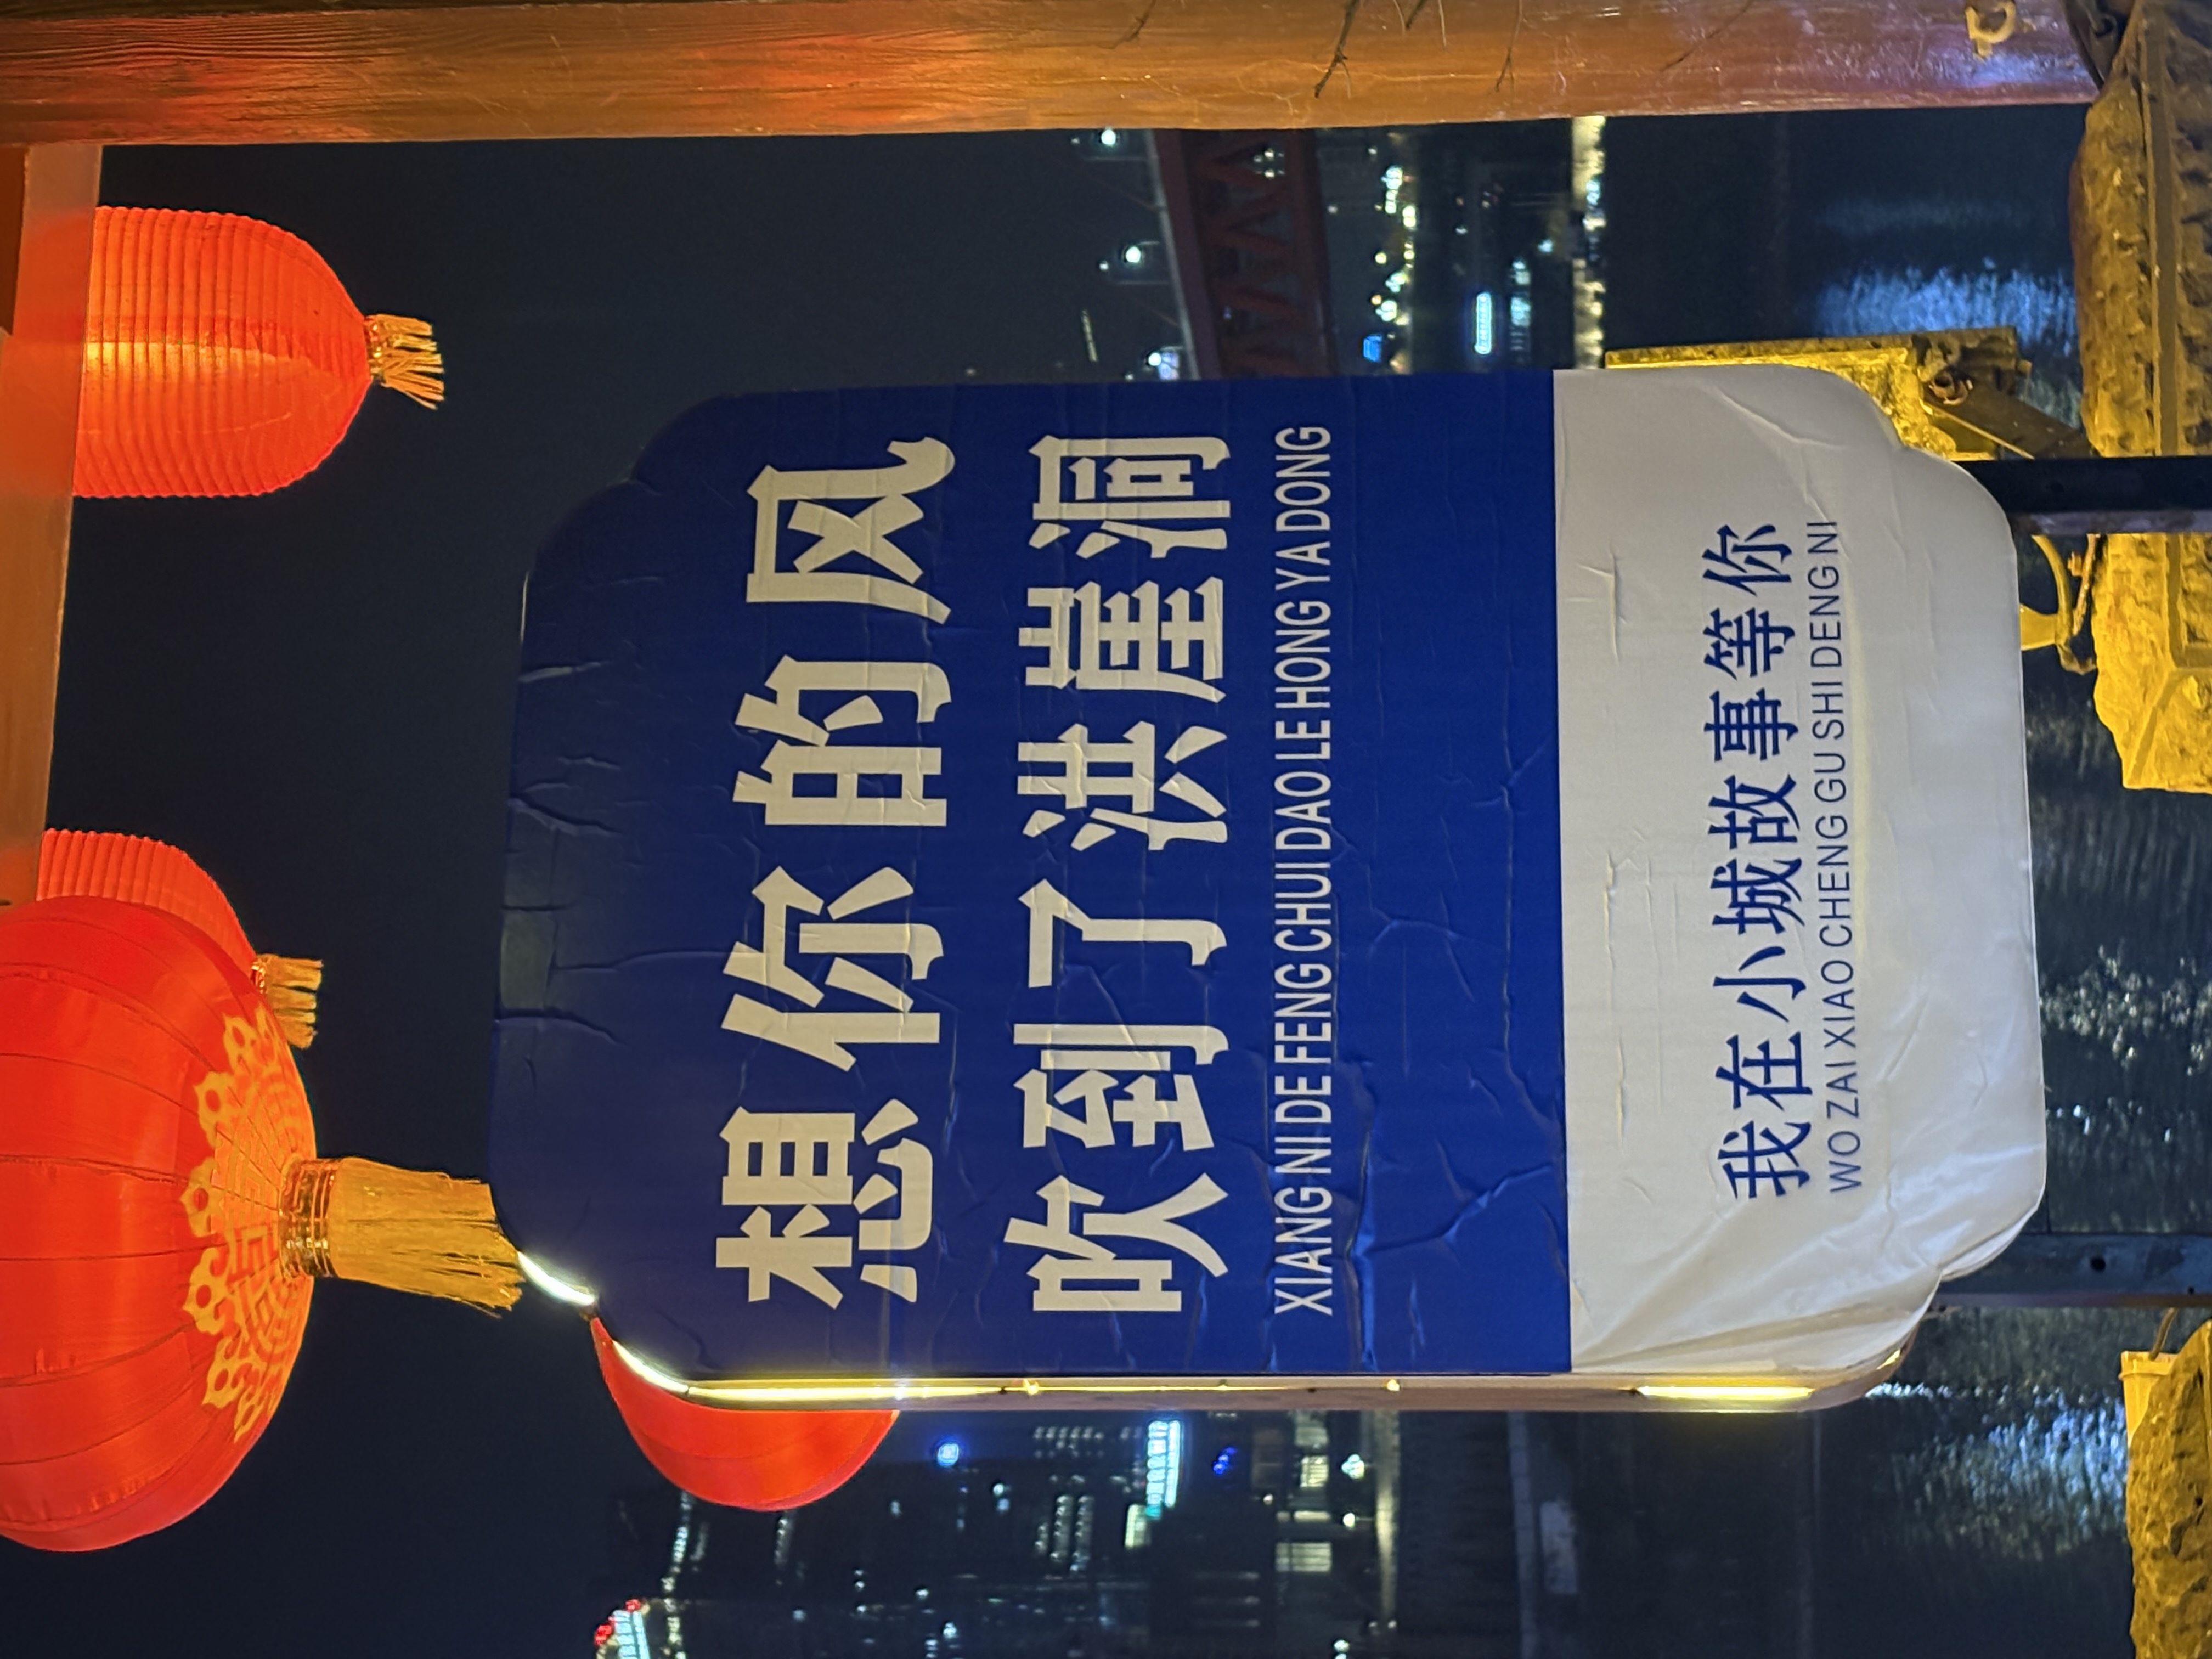 想你的风
吹到了洪崖洞
XIANG NI DE FENG CHUI DAO LE HONG YA DONG
我在小城故事等你
WO ZAI XIAO CHENG GU SHI DENG NI